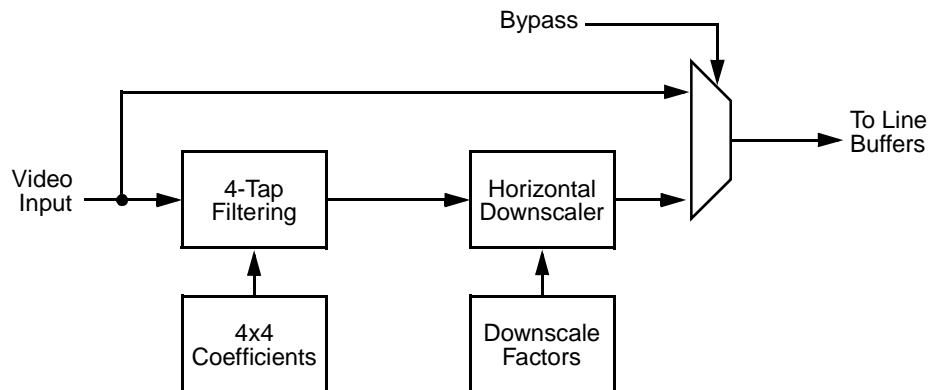 Bypass
To Line
Buffers
Video
Input
4-Tap
Filtering
Horizontal
Downscaler
4x4
Coefficients
Downscale
Factors